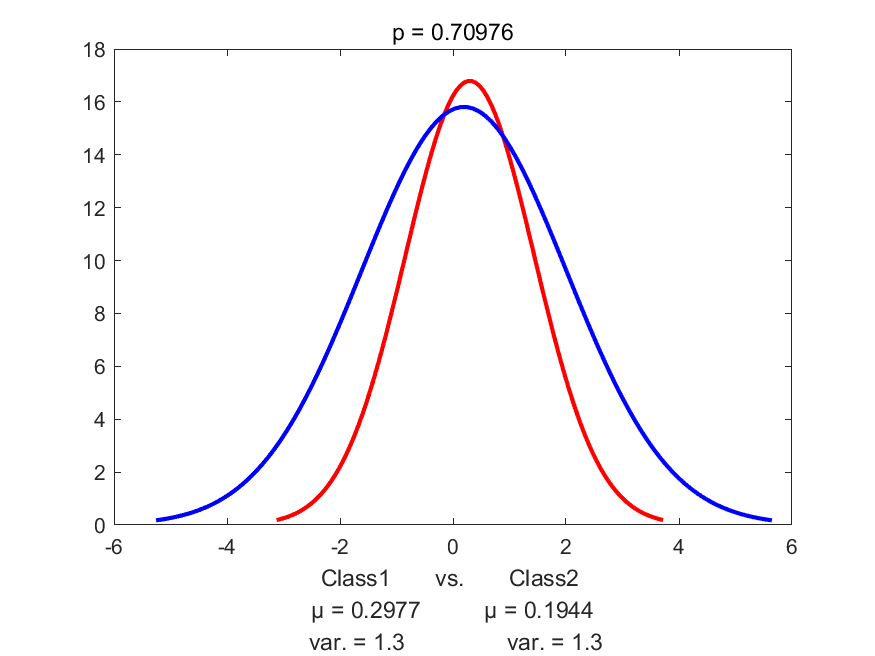 p = 0.70976
18
16
14
12
10
8
6
4
2
0
-6 -4 -2 0 2 4 6
Class1 vs. Class2
μ = 0.2977 μ = 0.1944
var. = 1.3 var. = 1.3